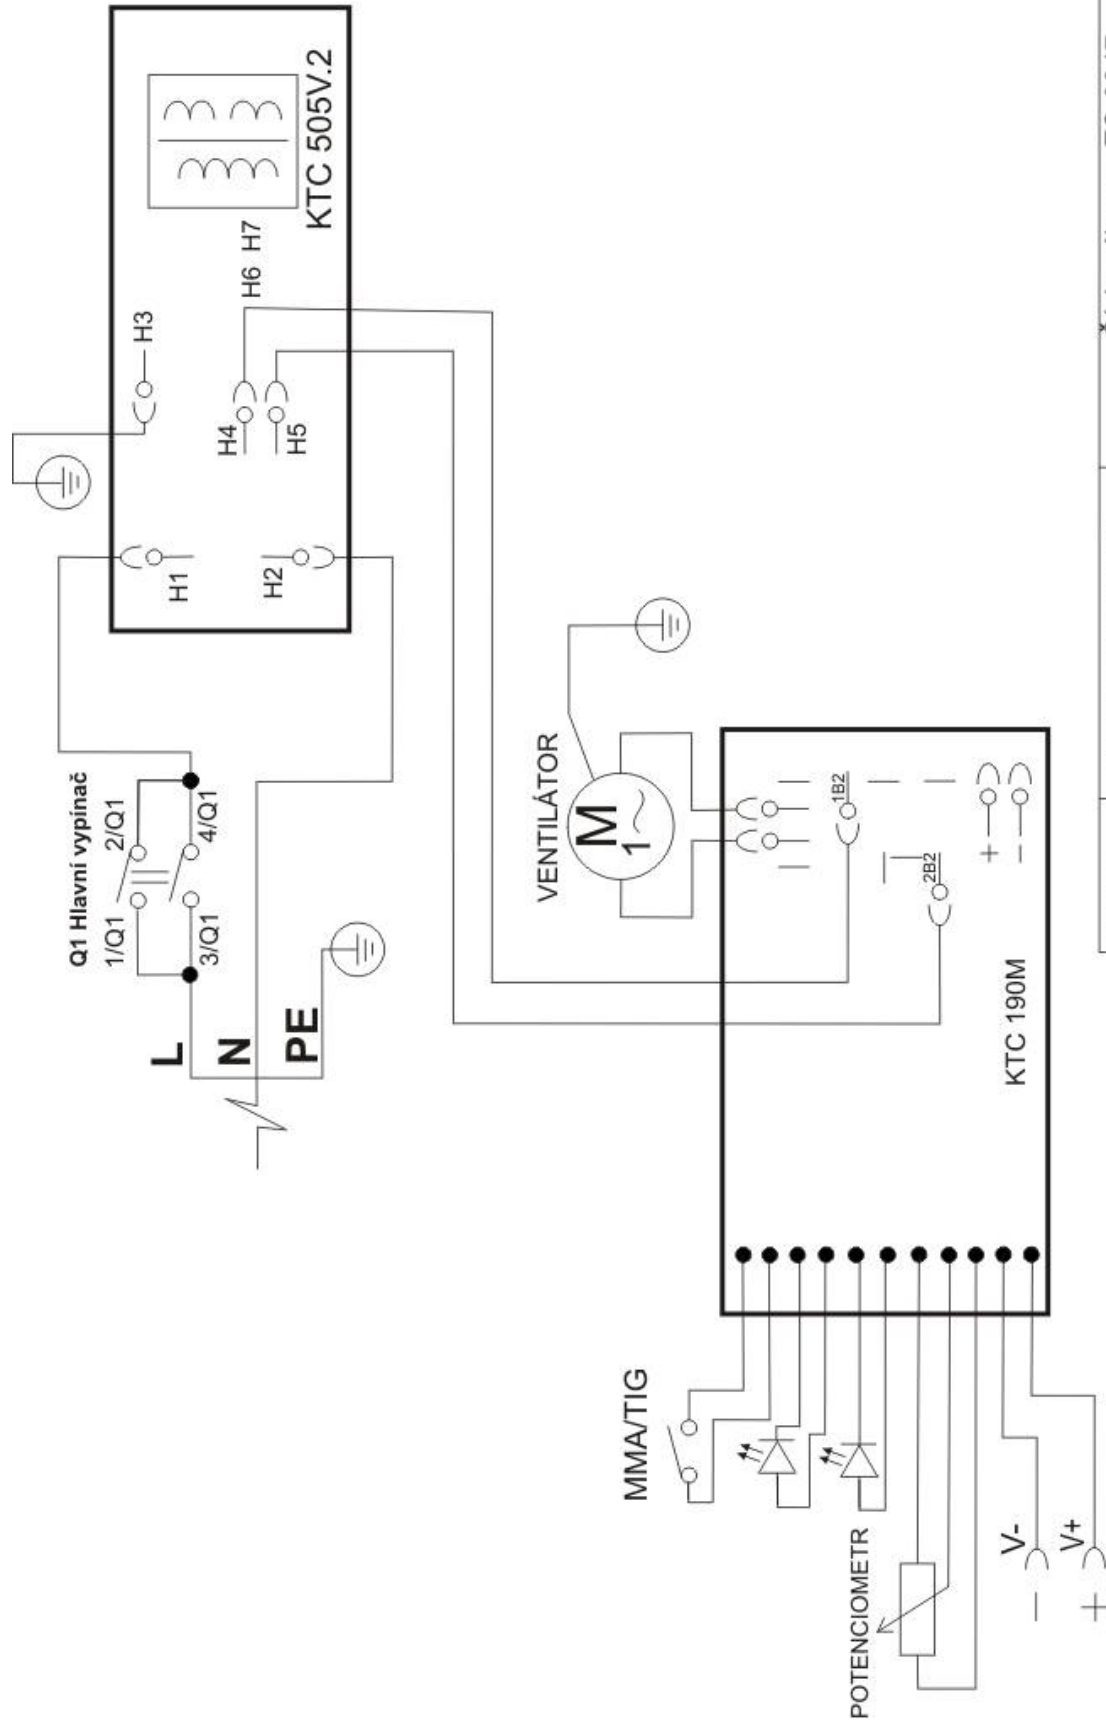 Q1 Hlavní vypínač
1/Q1
2/Q1
3/Q1
4/Q1
L
N
PE
H1
H2
H3
H4
H5
H6 H7
KTC 505V.2
VENTILÁTOR
M
1~
1B2
2B2
+
−
KTC 190M
MMA/TIG
POTENCIOMETR
V-
−
V+
+